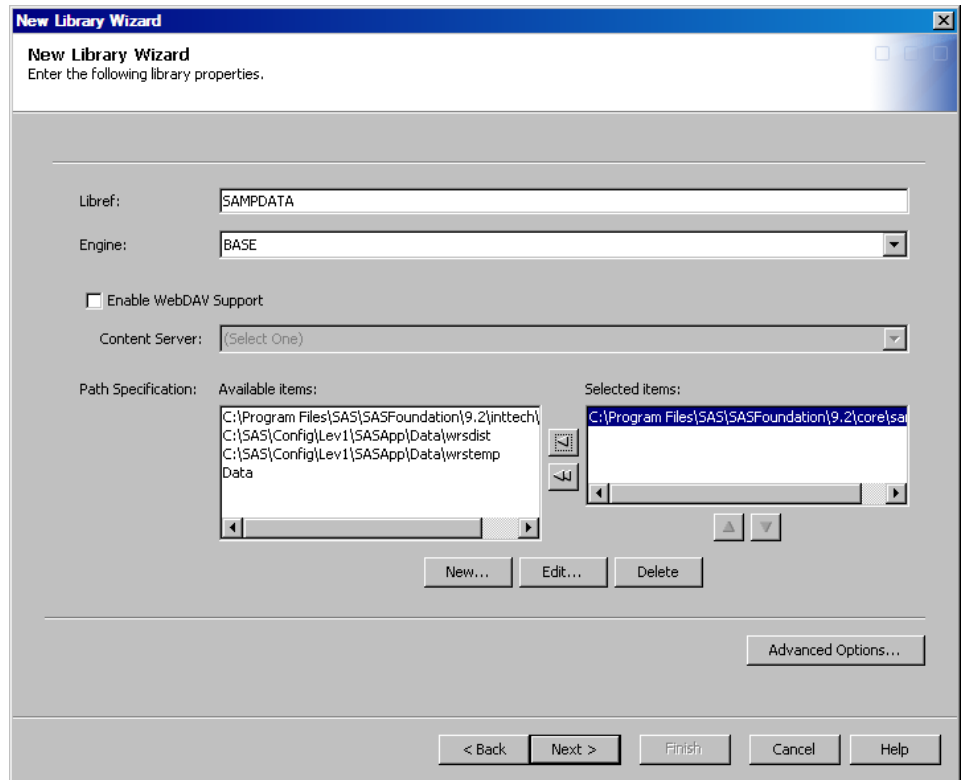 New Library Wizard
New Library Wizard
Enter the following library properties.
Libref:
SAMPDATA
Engine:
BASE
Enable WebDAV Support
Content Server:
(Select One)
Path Specification:
Available items:
Selected items:
C:\Program Files\SAS\SASFoundation\9.2\inttech\
C:\SAS\Config\Lev1\SASApp\Data\wrsdist
C:\SAS\Config\Lev1\SASApp\Data\wrstemp
Data
C:\Program Files\SAS\SASFoundation\9.2\core\sa
New...
Edit...
Delete
Advanced Options...
< Back
Next >
Finish
Cancel
Help